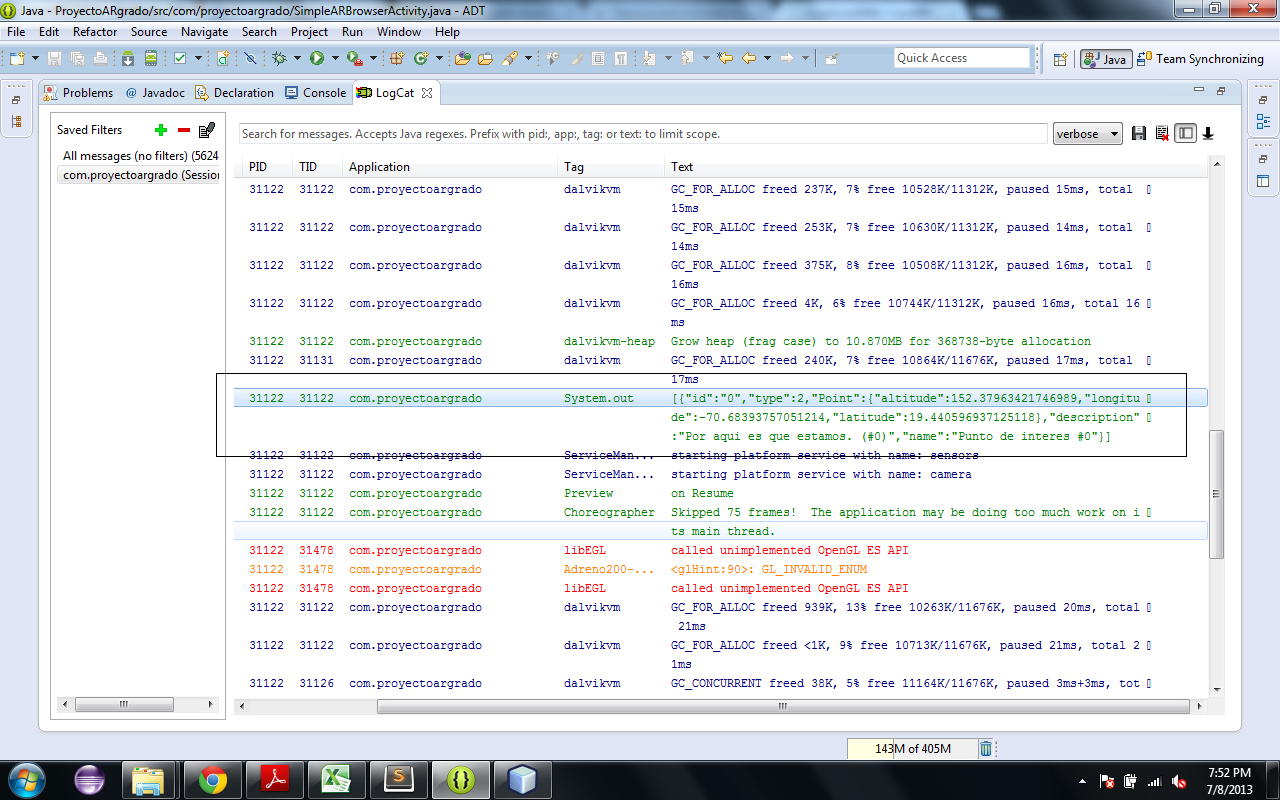 Java - ProyectoARgrado/src/com/proyectoargrado/SimpleARBrowserActivity.java - ADT
File Edit Refactor Source Navigate Search Project Run Window Help
Quick Access
Java
Team Synchronizing
Problems @ Javadoc Declaration Console LogCat
Saved Filters
All messages (no filters) (5624
com.proyectoargrado (Session
Search for messages. Accepts Java regexes. Prefix with pid:, app:, tag: or text: to limit scope.
verbose
PID TID Application Tag Text
31122 31122 com.proyectoargrado dalvikvm GC_FOR_ALLOC freed 237K, 7% free 10528K/11312K, paused 15ms, total
15ms
31122 31122 com.proyectoargrado dalvikvm GC_FOR_ALLOC freed 253K, 7% free 10630K/11312K, paused 14ms, total
14ms
31122 31122 com.proyectoargrado dalvikvm GC_FOR_ALLOC freed 375K, 8% free 10508K/11312K, paused 16ms, total
16ms
31122 31122 com.proyectoargrado dalvikvm GC_FOR_ALLOC freed 4K, 6% free 10744K/11312K, paused 16ms, total 16
ms
31122 31122 com.proyectoargrado dalvikvm-heap Grow heap (frag case) to 10.870MB for 368738-byte allocation
31122 31131 com.proyectoargrado dalvikvm GC_FOR_ALLOC freed 240K, 7% free 10864K/11676K, paused 17ms, total
17ms
31122 31122 com.proyectoargrado System.out [{"id":"0","type":2,"Point":{"altitude":152.37963421746989,"longitu
de":-70.68393757051214,"latitude":19.440596937125118},"description"
:"Por aqui es que estamos. (#0)","name":"Punto de interes #0"}]
31122 31122 com.proyectoargrado ServiceMan... starting platform service with name: sensors
31122 31122 com.proyectoargrado ServiceMan... starting platform service with name: camera
31122 31122 com.proyectoargrado Preview on Resume
31122 31122 com.proyectoargrado Choreographer Skipped 75 frames! The application may be doing too much work on i
ts main thread.
31122 31478 com.proyectoargrado libEGL called unimplemented OpenGL ES API
31122 31478 com.proyectoargrado Adreno200-... <glHint:90>: GL_INVALID_ENUM
31122 31478 com.proyectoargrado libEGL called unimplemented OpenGL ES API
31122 31122 com.proyectoargrado dalvikvm GC_FOR_ALLOC freed 939K, 13% free 10263K/11676K, paused 20ms, total
21ms
31122 31122 com.proyectoargrado dalvikvm GC_FOR_ALLOC freed <1K, 9% free 10713K/11676K, paused 21ms, total 2
1ms
31122 31126 com.proyectoargrado dalvikvm GC_CONCURRENT freed 38K, 5% free 11164K/11676K, paused 3ms+3ms, tot
143M of 405M
7:52 PM
7/8/2013